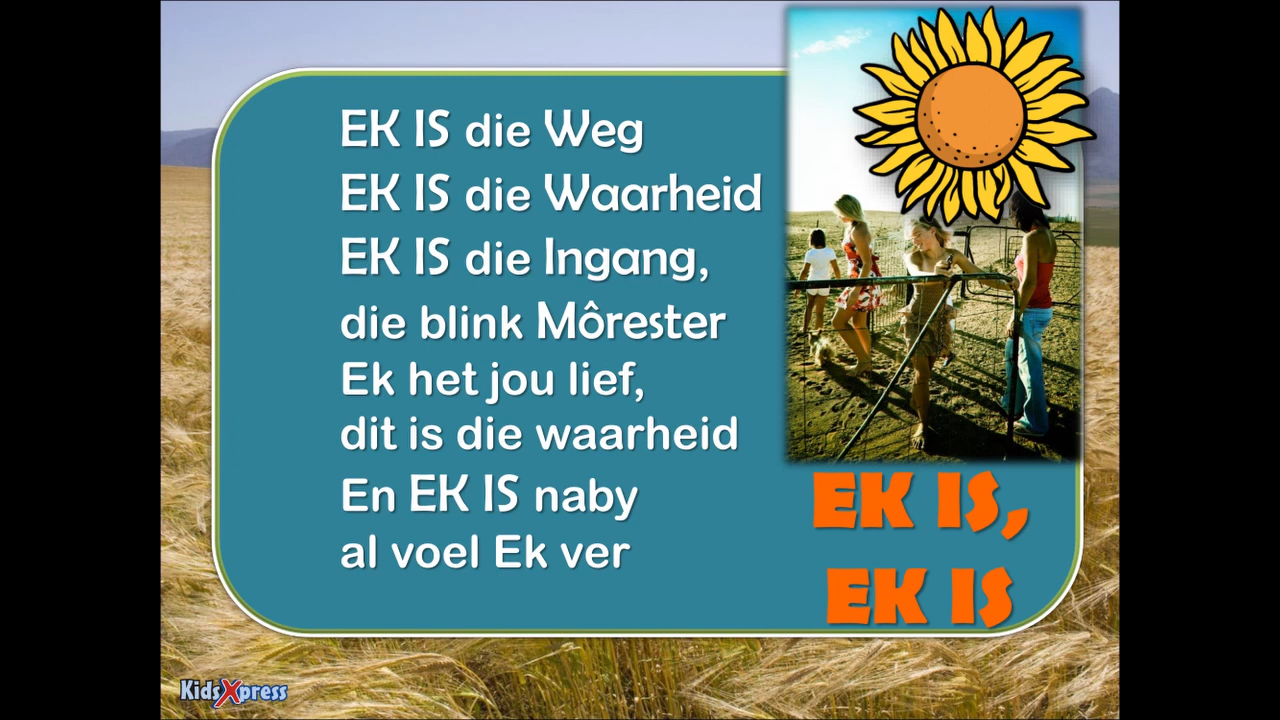 EK IS die Weg
EK IS die Waarheid
EK IS die Ingang,
die blink Môrester
Ek het jou lief,
dit is die waarheid
En EK IS naby
al voel Ek ver
EK IS,
EK IS
KidsXpress